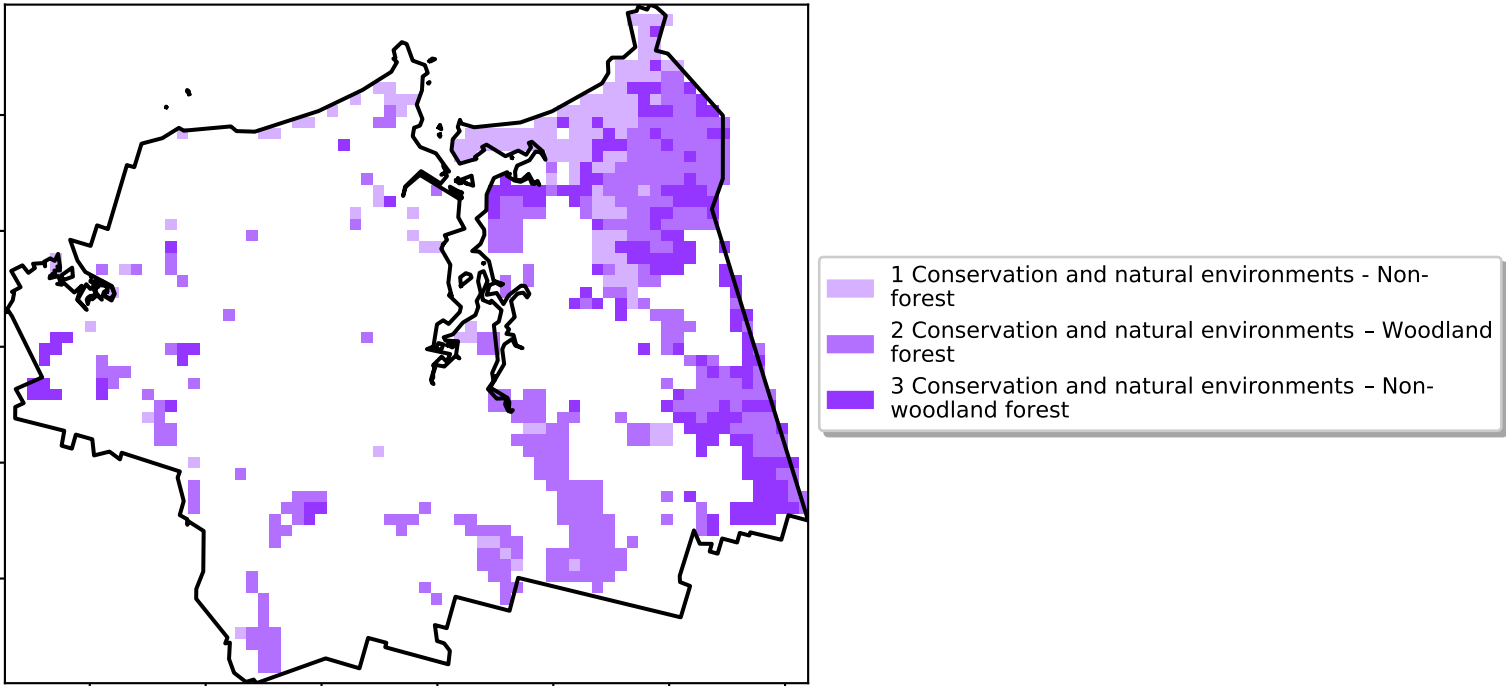 1 Conservation and natural environments - Non-
forest
2 Conservation and natural environments – Woodland
forest
3 Conservation and natural environments – Non-
woodland forest